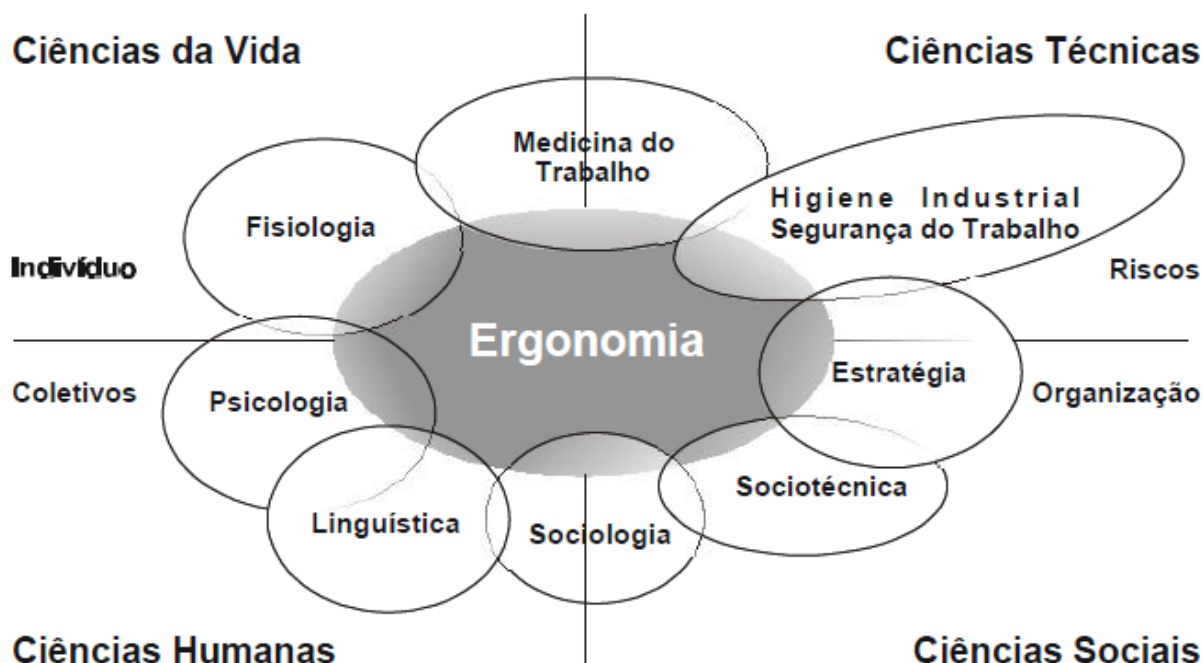 Ciências da Vida
Ciências Técnicas
Medicina do
Trabalho
Higiene Industrial
Segurança do Trabalho
Fisiologia
Indivíduo
Riscos
Ergonomia
Estratégia
Coletivos
Psicologia
Organização
Sociotécnica
Linguística
Sociologia
Ciências Humanas
Ciências Sociais